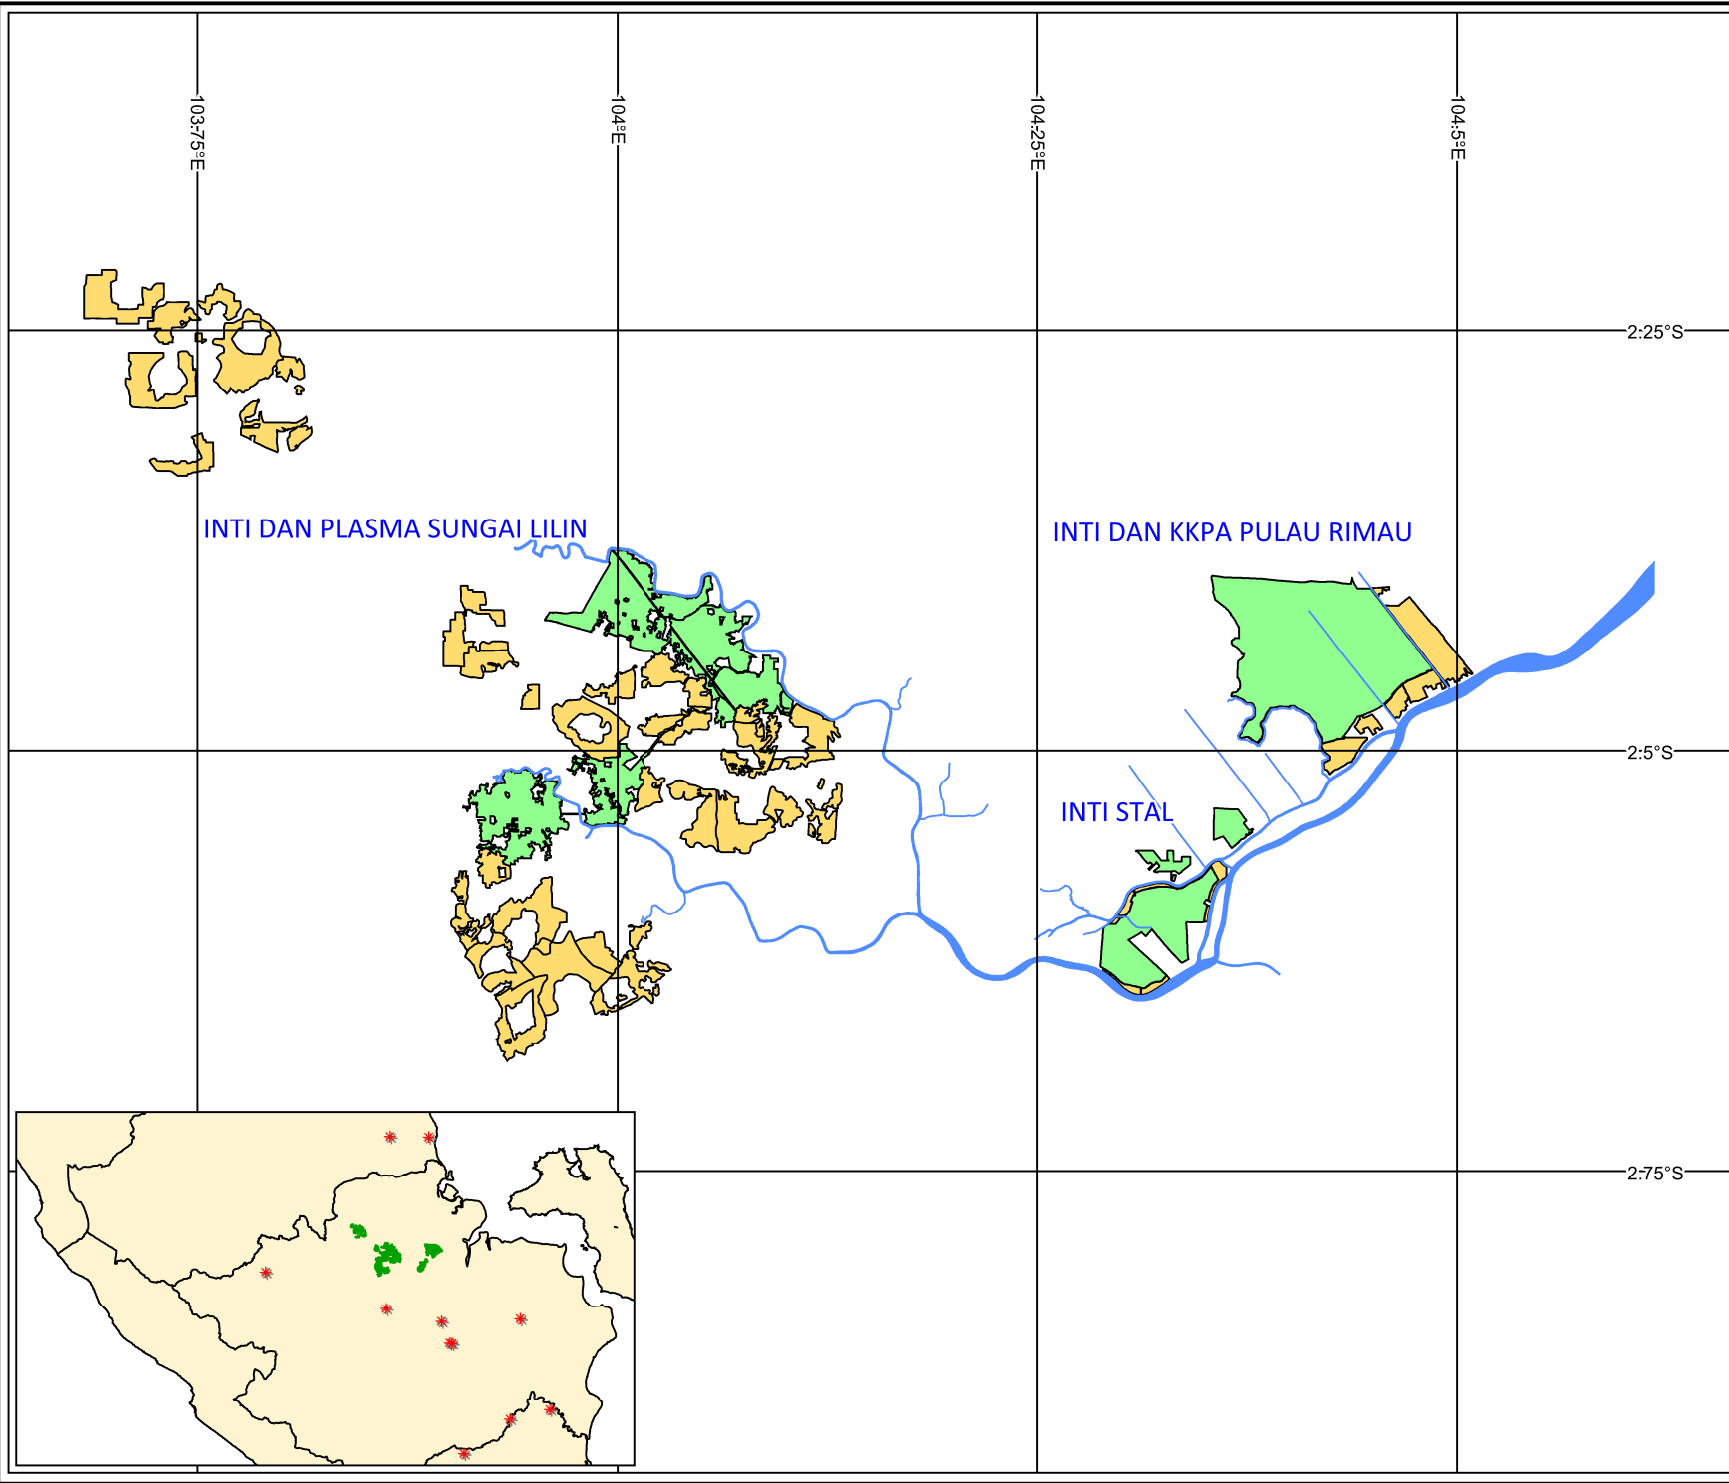 103.75°E
104°E
104.25°E
104.5°E
2.25°S
INTI DAN PLASMA SUNGAI LILIN
INTI DAN KKPA PULAU RIMAU
2.5°S
INTI STAL
2.75°S